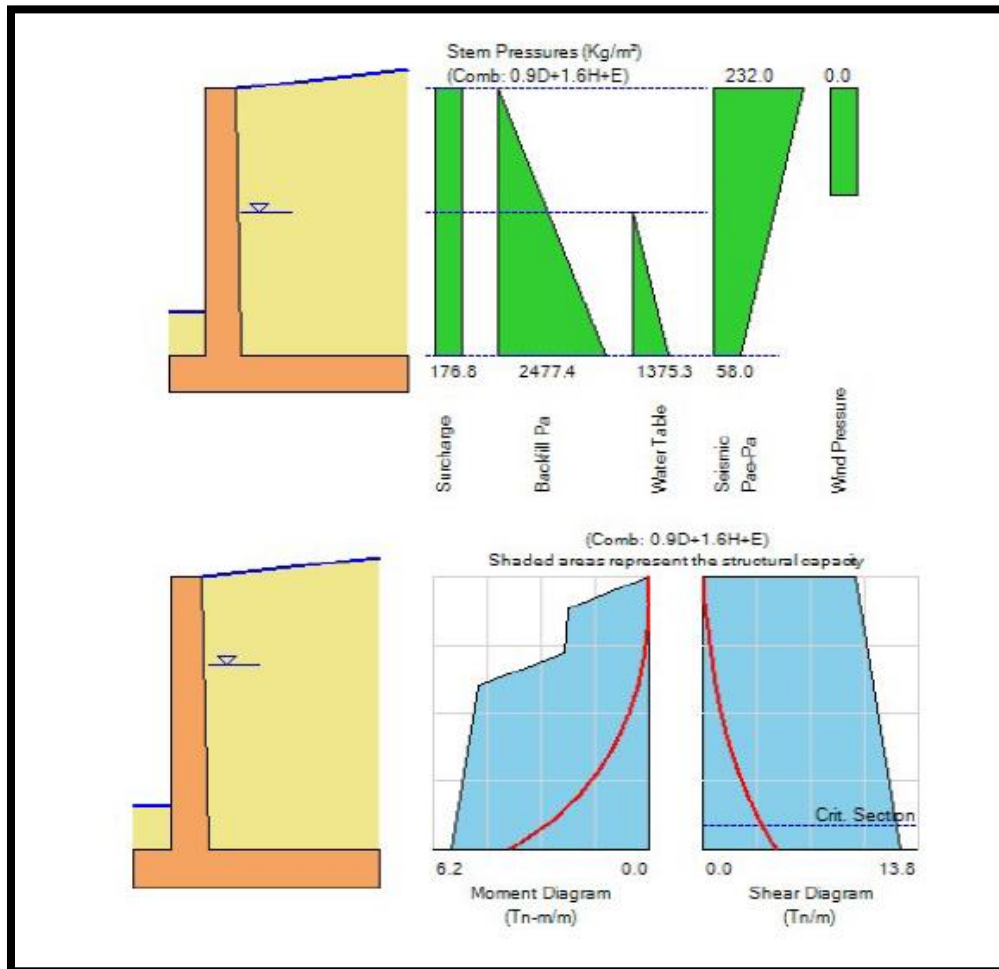 Stem Pressures (Kg/m²)
(Comb: 0.9D+1.6H+E)
232.0 0.0
176.8 2477.4 1375.3 58.0
Surcharge
Backfill Pa
Water Table
Seismic
Pae-Pa
Wind Pressure
(Comb: 0.9D+1.6H+E)
Shaded areas represent the structural capacity
Crit. Section
6.2 0.0 0.0 13.8
Moment Diagram
(Tn-m/m)
Shear Diagram
(Tn/m)